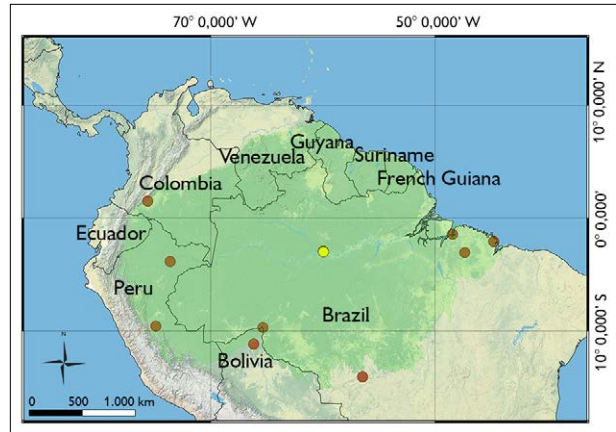 70° 0,000' W 50° 0,000' W
10° 0,000' N
Guyana
Venezuela Suriname
Colombia French Guiana
0° 0,000'
Ecuador
Peru
Brazil
10° 0,000' S
Bolivia
N
0 500 1.000 km